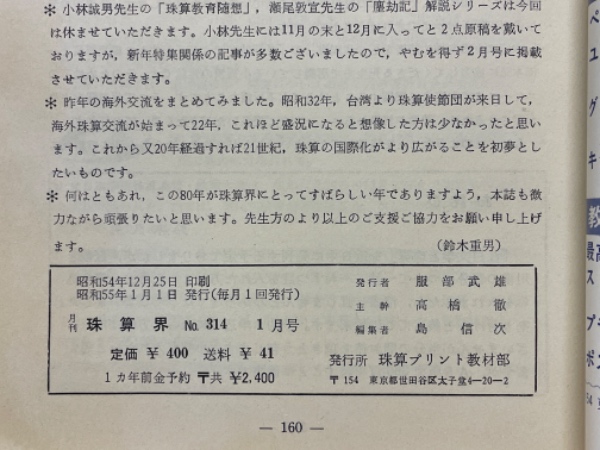 ＊ 小林誠男先生の「珠算教育随想」，瀬尾敦宣先生の「塵劫記」解説シリーズは今回
は休ませていただきます。小林先生には11月の末と12月に入ってと2点原稿を戴いて
おりますが，新年特集関係の記事が多数ございましたので，やむを得ず2月号に掲載
させていただきます。
＊ 昨年の海外交流をまとめてみました。昭和32年，台湾より珠算使節団が来日して，
海外珠算交流が始まって22年，これほど盛況になると想像した方は少なかったと思い
ます。これから又20年経過すれば21世紀，珠算の国際化がより広がることを初夢とし
たいものです。
＊ 何はともあれ，この80年が珠算界にとってすばらしい年でありますよう，本誌も微
力ながら頑張りたいと思います。先生方のより以上のご支援ご協力をお願い申し上げ
ます。 （鈴木重男）
昭和54年12月25日 印刷
昭和55年1月1日 発行（毎月1回発行）
月刊 珠算界 No. 314 1月号
定価 ￥400 送料 ￥41
1カ年前金予約 〒共 ￥2,400
発行者 服部武雄
主幹 高橋徹
編集者 島信次
発行所 珠算プリント教材部
〒154 東京都世田谷区太子堂4―20―2
― 160 ―
ペ
ユ
グ
キ
最高
ス